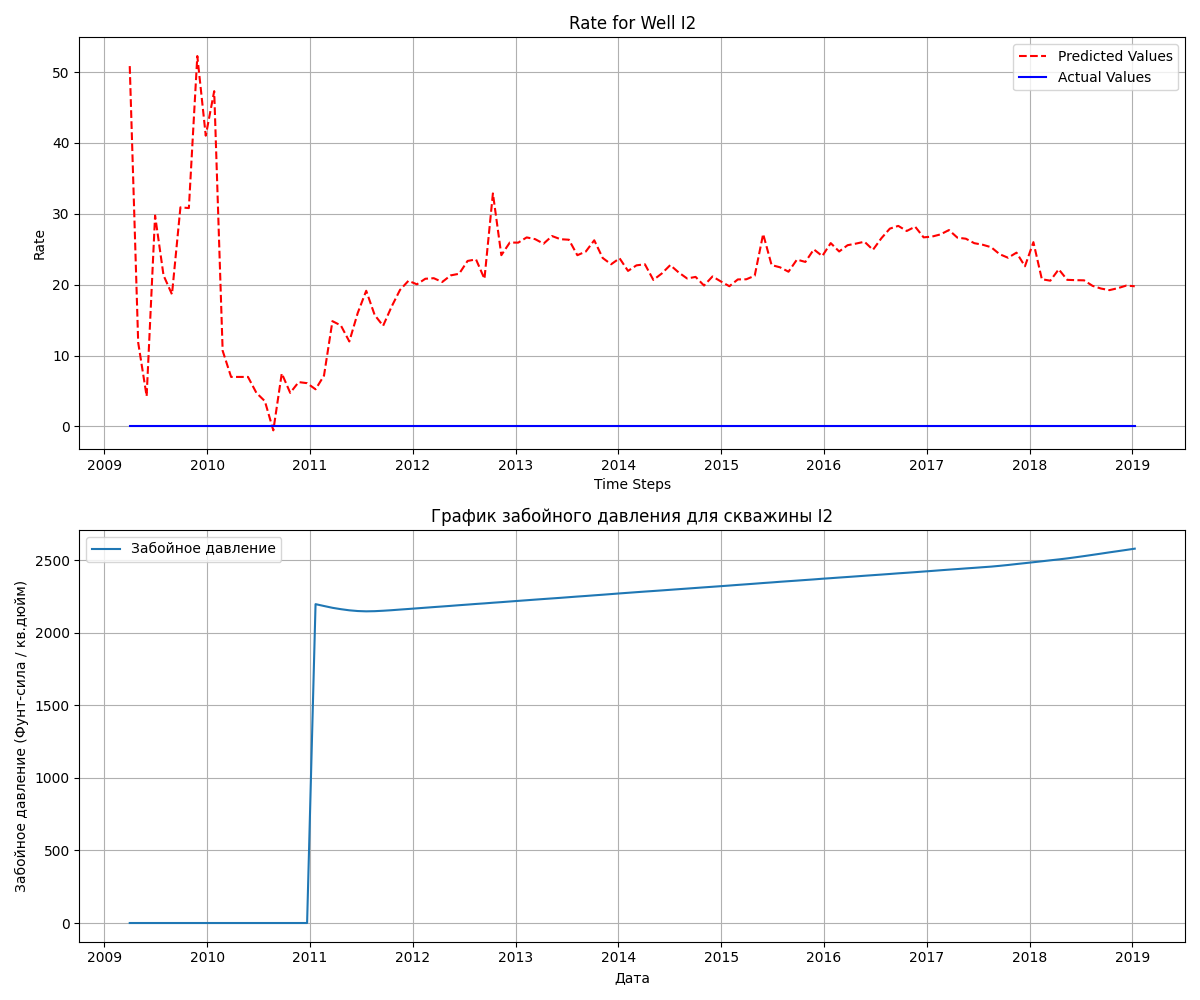 Rate for Well I2
Predicted Values
Actual Values
50
40
30
20
10
0
Rate
2009 2010 2011 2012 2013 2014 2015 2016 2017 2018 2019
Time Steps
График забойного давления для скважины I2
Забойное давление
2500
2000
1500
1000
500
0
Забойное давление (Фунт-сила / кв.дюйм)
2009 2010 2011 2012 2013 2014 2015 2016 2017 2018 2019
Дата